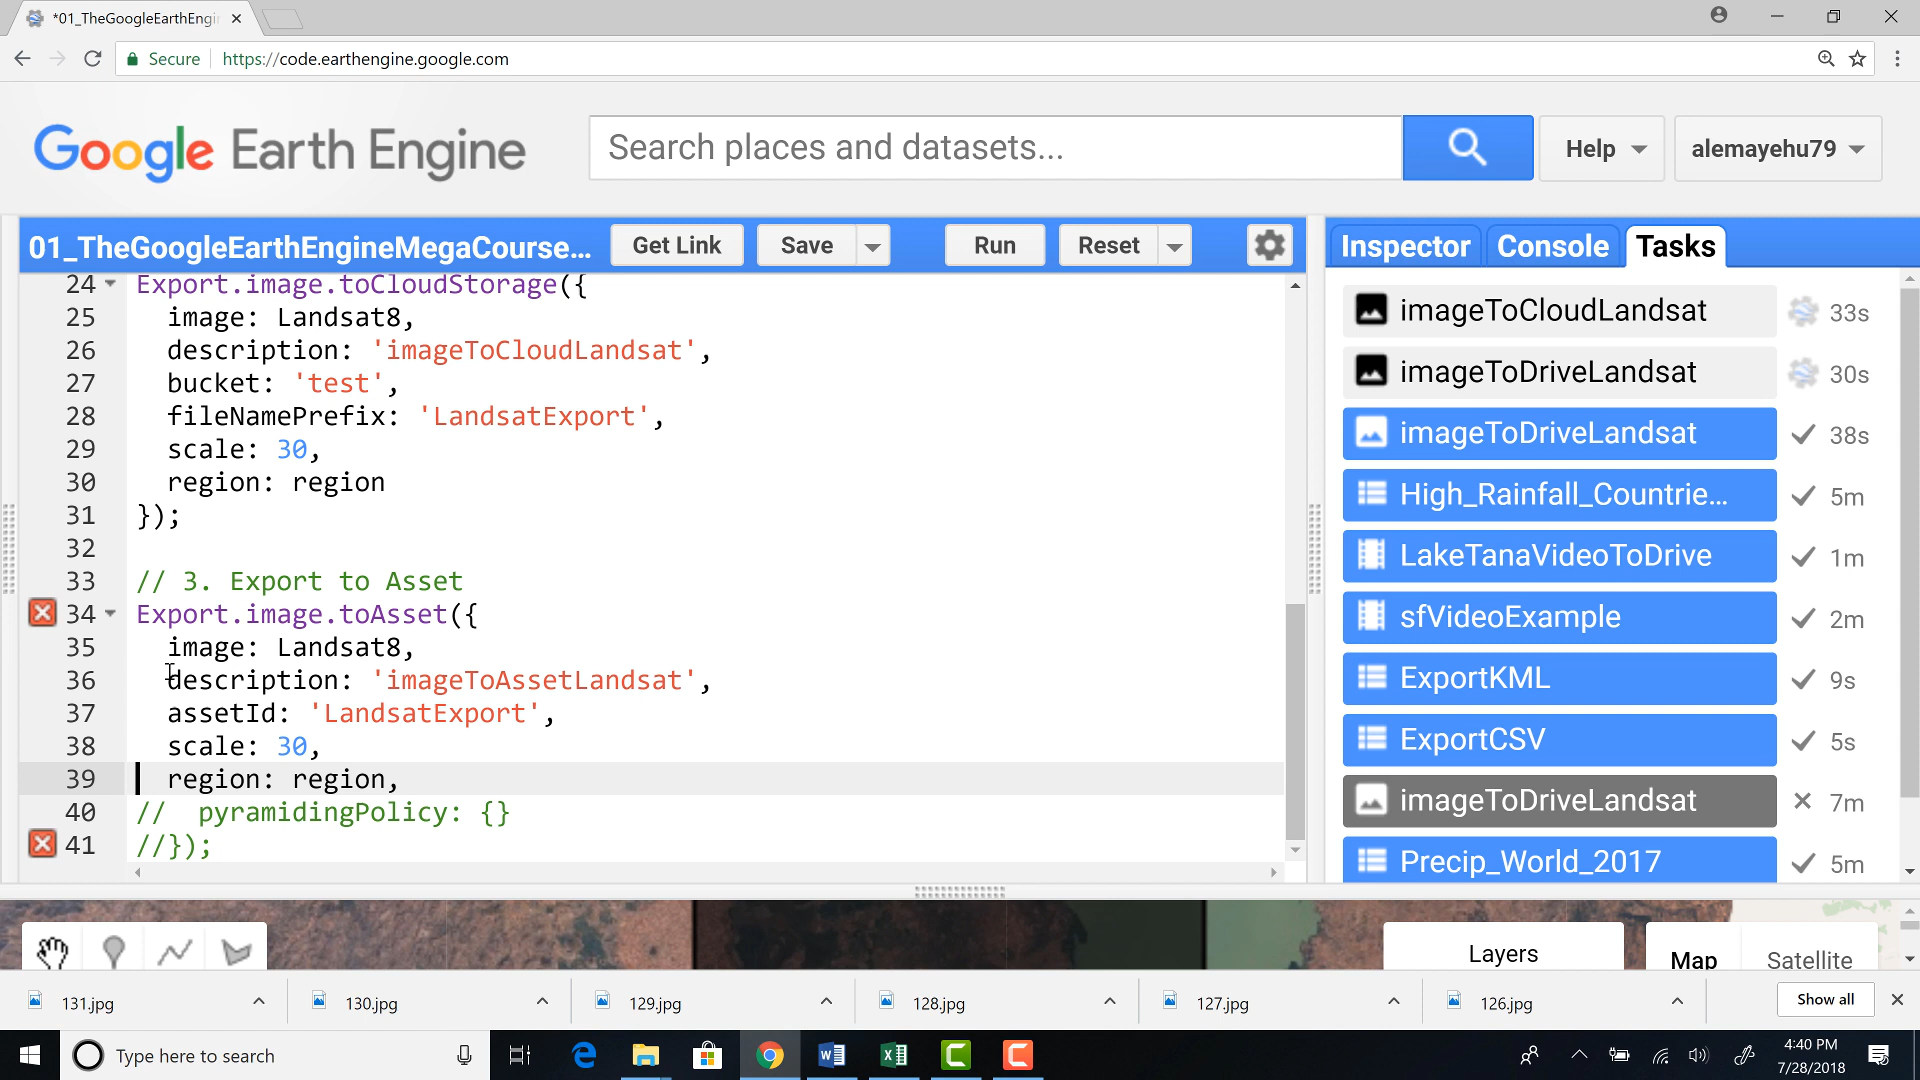 *01_TheGoogleEarthEngi
Secure https://code.earthengine.google.com
Google Earth Engine
Search places and datasets...
Help
alemayehu79
01_TheGoogleEarthEngineMegaCourse...
Get Link
Save
Run
Reset
Inspector
Console
Tasks
24 Export.image.toCloudStorage({
25 image: Landsat8,
26 description: 'imageToCloudLandsat',
27 bucket: 'test',
28 fileNamePrefix: 'LandsatExport',
29 scale: 30,
30 region: region
31 });
32
33 // 3. Export to Asset
34 Export.image.toAsset({
35 image: Landsat8,
36 description: 'imageToAssetLandsat',
37 assetId: 'LandsatExport',
38 scale: 30,
39 region: region,
40 // pyramidingPolicy: {}
41 //});
imageToCloudLandsat 33s
imageToDriveLandsat 30s
imageToDriveLandsat 38s
High_Rainfall_Countrie... 5m
LakeTanaVideoToDrive 1m
sfVideoExample 2m
ExportKML 9s
ExportCSV 5s
imageToDriveLandsat 7m
Precip_World_2017 5m
Layers
Map
Satellite
131.jpg
130.jpg
129.jpg
128.jpg
127.jpg
126.jpg
Show all
Type here to search
4:40 PM
7/28/2018